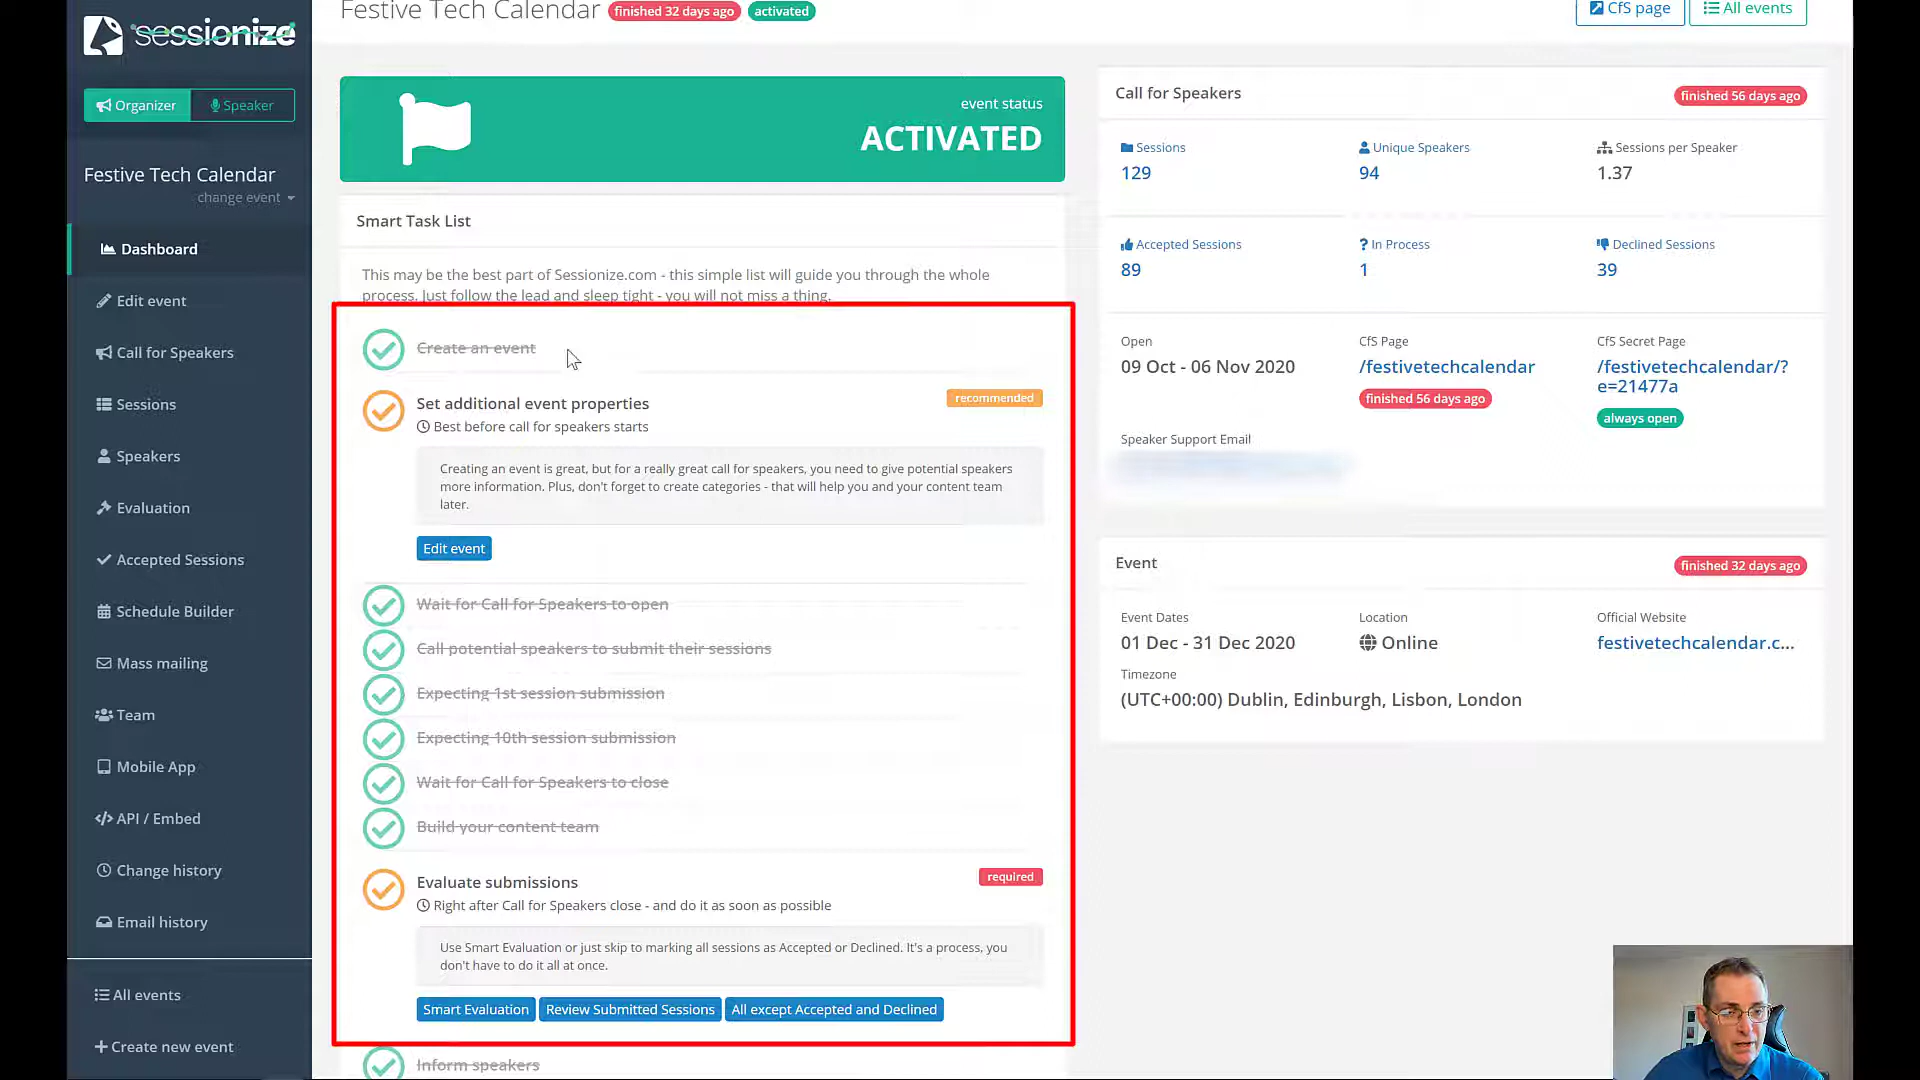 sessionize
Organizer
Speaker
Festive Tech Calendar
change event
Dashboard
Edit event
Call for Speakers
Sessions
Speakers
Evaluation
Accepted Sessions
Schedule Builder
Mass mailing
Team
Mobile App
API / Embed
Change history
Email history
All events
Create new event
Festive Tech Calendar finished 32 days ago activated
CfS page
All events
event status
ACTIVATED
Smart Task List
This may be the best part of Sessionize.com - this simple list will guide you through the whole
process. Just follow the lead and sleep tight - you will not miss a thing.
Create an event
Set additional event properties
recommended
Best before call for speakers starts
Creating an event is great, but for a really great call for speakers, you need to give potential speakers
more information. Plus, don't forget to create categories - that will help you and your content team
later.
Edit event
Wait for Call for Speakers to open
Call potential speakers to submit their sessions
Expecting 1st session submission
Expecting 10th session submission
Wait for Call for Speakers to close
Build your content team
Evaluate submissions
required
Right after Call for Speakers close - and do it as soon as possible
Use Smart Evaluation or just skip to marking all sessions as Accepted or Declined. It's a process, you
don't have to do it all at once.
Smart Evaluation
Review Submitted Sessions
All except Accepted and Declined
Inform speakers
Call for Speakers
finished 56 days ago
Sessions
129
Unique Speakers
94
Sessions per Speaker
1.37
Accepted Sessions
89
In Process
1
Declined Sessions
39
Open
09 Oct - 06 Nov 2020
CfS Page
/festivetechcalendar
finished 56 days ago
CfS Secret Page
/festivetechcalendar/?
e=21477a
always open
Speaker Support Email
Event
finished 32 days ago
Event Dates
01 Dec - 31 Dec 2020
Location
Online
Official Website
festivetechcalendar.c...
Timezone
(UTC+00:00) Dublin, Edinburgh, Lisbon, London